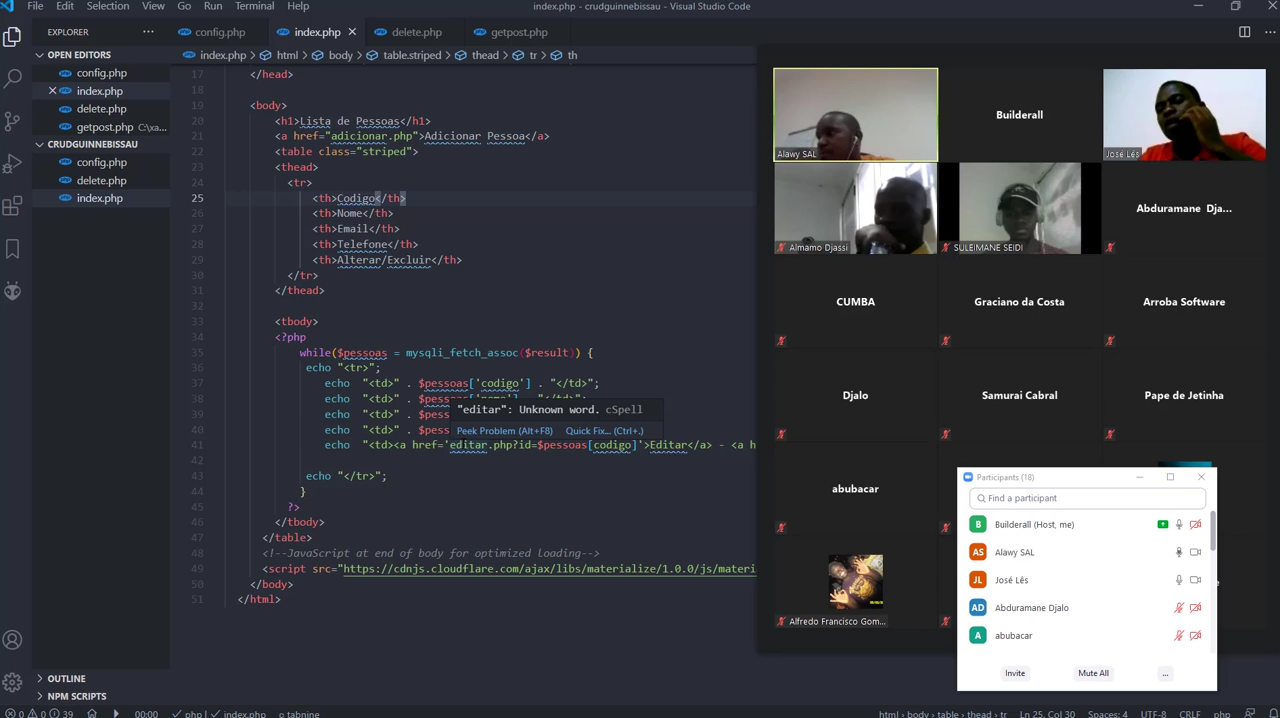 File Edit Selection View Go Run Terminal Help
index.php - crudguinnebissau - Visual Studio Code
EXPLORER
OPEN EDITORS
config.php
index.php
delete.php
getpost.php C:\xa...
CRUDGUINNEBISSAU
config.php
delete.php
index.php
OUTLINE
NPM SCRIPTS
config.php index.php delete.php getpost.php
index.php > html > body > table.striped > thead > tr > th
17 </head>
18
19 <body>
20 <h1>Lista de Pessoas</h1>
21 <a href="adicionar.php">Adicionar Pessoa</a>
22 <table class="striped">
23 <thead>
24 <tr>
25 <th>Codigo</th>
26 <th>Nome</th>
27 <th>Email</th>
28 <th>Telefone</th>
29 <th>Alterar/Excluir</th>
30 </tr>
31 </thead>
32
33 <tbody>
34 <?php
35 while($pessoas = mysqli_fetch_assoc($result)) {
36 echo "<tr>";
37 echo "<td>" . $pessoas['codigo'] . "</td>";
38 echo "<td>" . $pessoas['nome'] . "</td>";
39 echo "<td>" . $pess
40 echo "<td>" . $pess
41 echo "<td><a href='editar.php?id=$pessoas[codigo]'>Editar</a> - <a h
"editar": Unknown word. cSpell
Peek Problem (Alt+F8) Quick Fix... (Ctrl+.)
43 echo "</tr>";
44 }
45 ?>
46 </tbody>
47 </table>
48 <!--JavaScript at end of body for optimized loading-->
49 <script src="https://cdnjs.cloudflare.com/ajax/libs/materialize/1.0.0/js/materi
50 </body>
51 </html>
Alawy SAL
Builderall
José Lés
Almamo Djassi
SULEIMANE SEIDI
Abduramane Dja...
CUMBA
Graciano da Costa
Arroba Software
Djalo
Samurai Cabral
Pape de Jetinha
abubacar
Alfredo Francisco Gom...
Participants (18)
Find a participant
B Builderall (Host, me)
AS Alawy SAL
JL José Lés
AD Abduramane Djalo
A abubacar
Invite Mute All ...
0 0 39 00:00 php | index.php tabnine
html > body > table > thead > tr Ln 25, Col 30 Spaces: 4 UTF-8 CRLF php